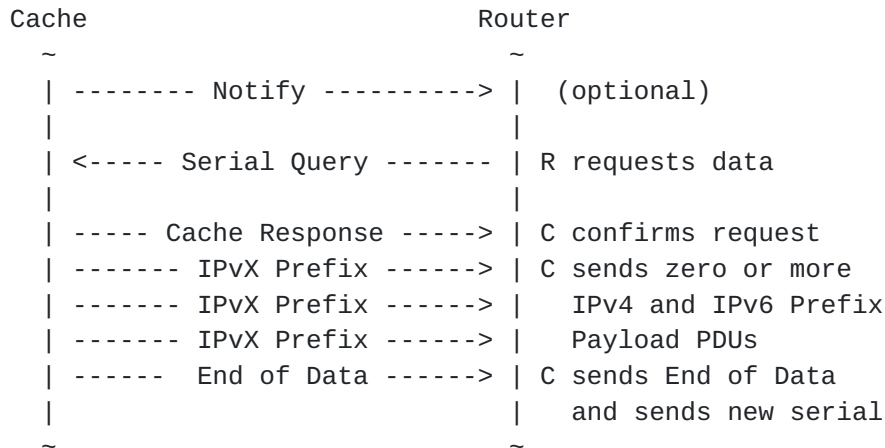 Cache                         Router
  ~                             ~
  | -------- Notify ----------> |  (optional)
  |                             |
  | <----- Serial Query ------- | R requests data
  |                             |
  | ----- Cache Response -----> | C confirms request
  | ------- IPvX Prefix ------> | C sends zero or more
  | ------- IPvX Prefix ------> |   IPv4 and IPv6 Prefix
  | ------- IPvX Prefix ------> |   Payload PDUs
  | ------  End of Data ------> | C sends End of Data
  |                             |   and sends new serial
  ~                             ~